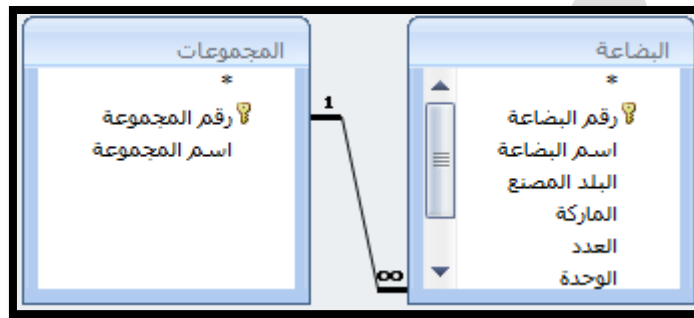 البضاعة
*
رقم البضاعة
اسم البضاعة
البلد المصنع
الماركة
العدد
الوحدة
المجموعات
*
رقم المجموعة
اسم المجموعة
1
∞